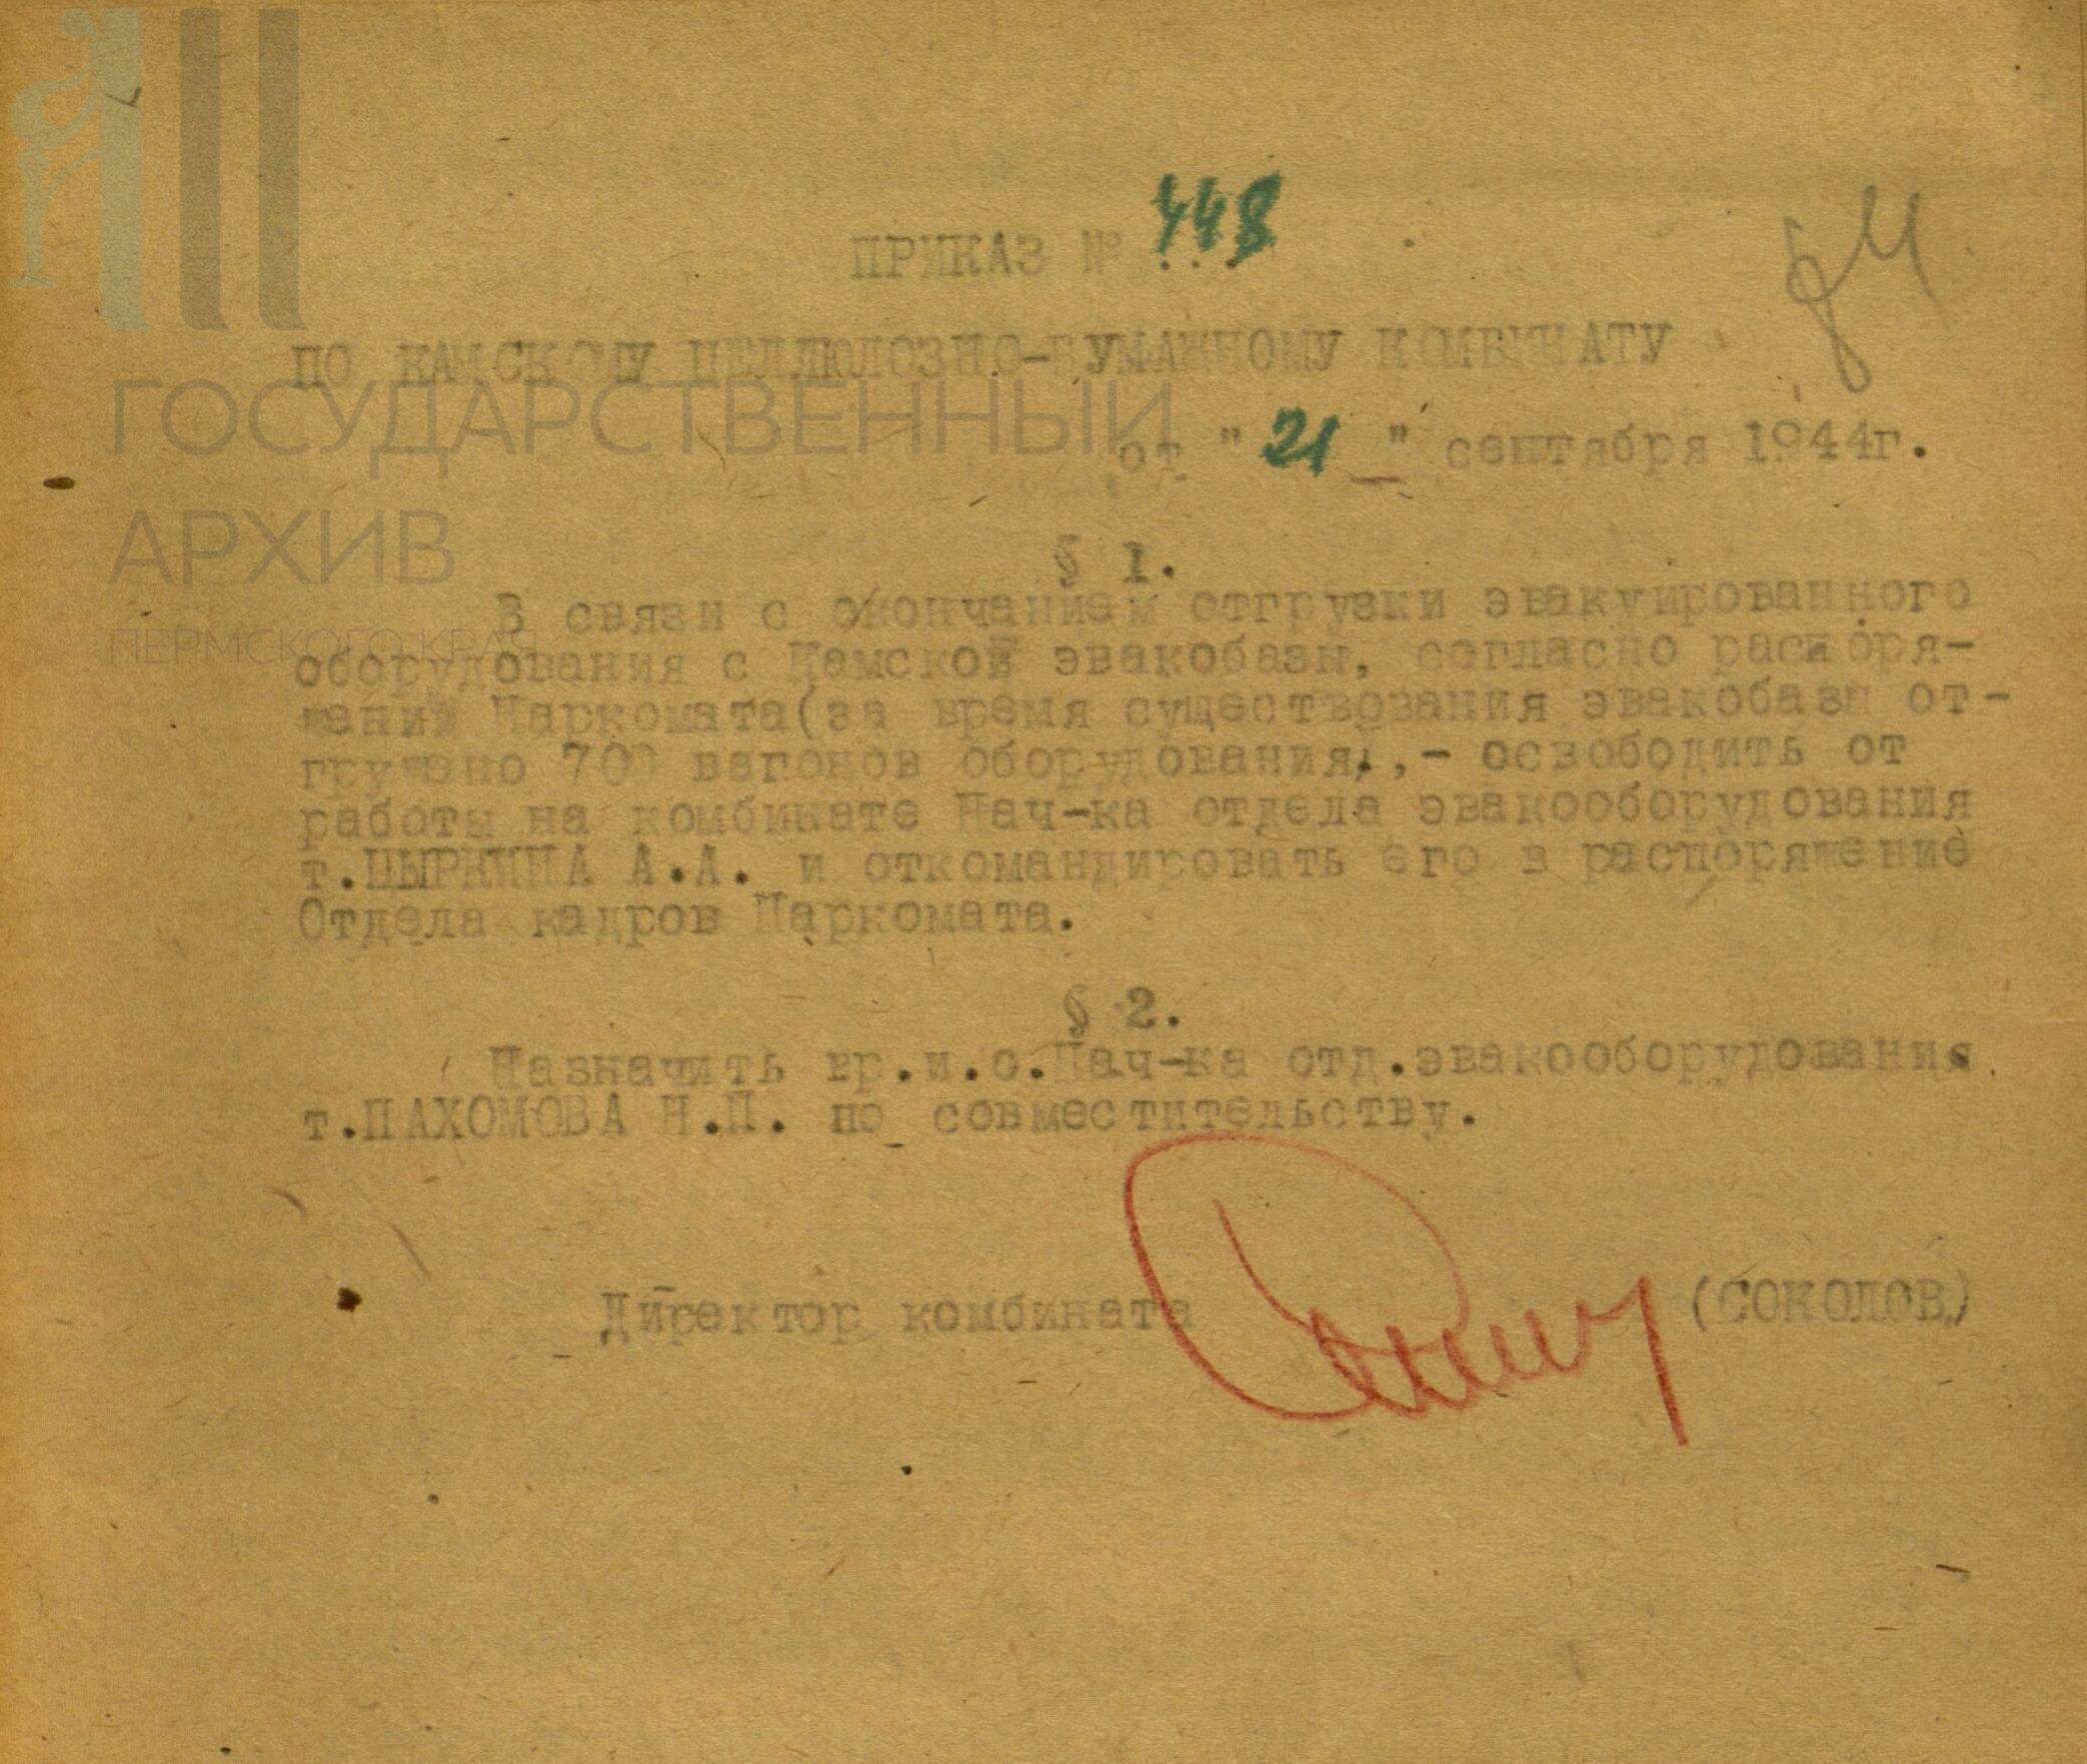 ПРИКАЗ № 448
ПО КАМСКОМУ ЦЕЛЛЮЛОЗНО-БУМАЖНОМУ КОМБИНАТУ
ГОСУДАРСТВЕННЫЙ
от "21" сентября 1944г.
АРХИВ
§ 1.
В связи с окончанием отгрузки эвакуированного
ПЕРМСКОГО КРАЯ
оборудования с Камской эвакобазы, согласно распоря-
жений Наркомата(за время существования эвакобазы от-
гружено 700 вагонов оборудования),- освободить от
работы на комбинате Нач-ка отдела эвакооборудования
т.ЦЫРКИНА А.А. и откомандировать его в распоряжение
Отдела кадров Наркомата.
§ 2.
Назначить вр.и.о.Нач-ка отд.эвакооборудования
т.ПАХОМОВА Н.П. по совместительству.
Директор комбината (СОКОЛОВ)